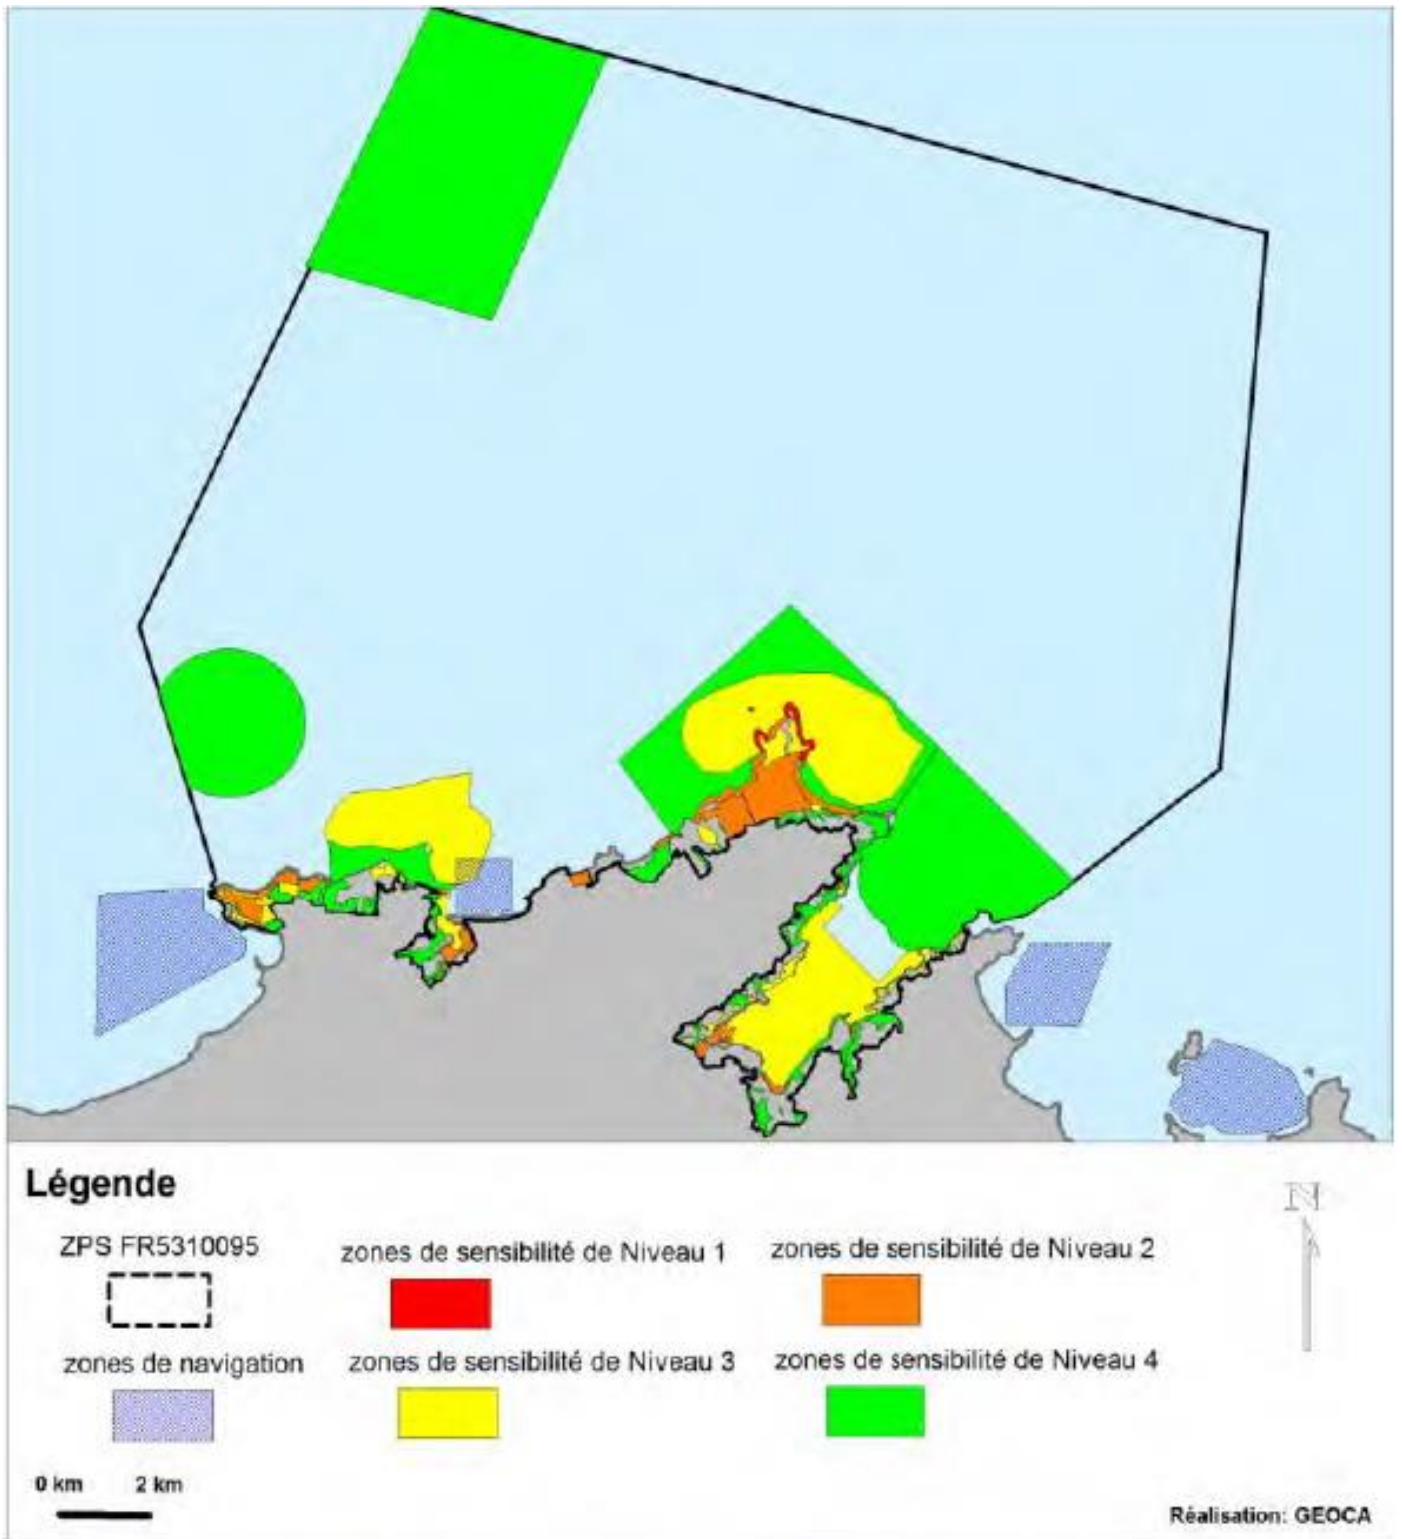 Légende
N
ZPS FR5310095
zones de sensibilité de Niveau 1
zones de sensibilité de Niveau 2
zones de navigation
zones de sensibilité de Niveau 3
zones de sensibilité de Niveau 4
0 km 2 km
Réalisation: GEOCA